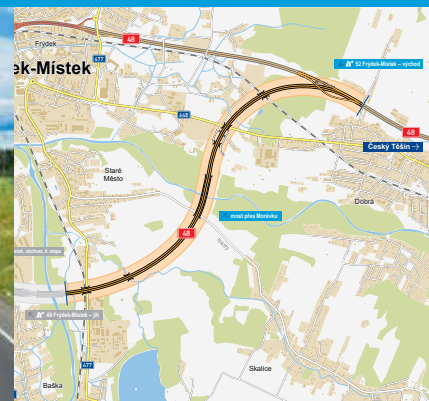 Frýdek
48
477
ek-Místek
52 Frýdek-Místek – východ
648
48
Český Těšín
Staré
Město
Dobrá
most přes Morávku
48
48 Frýdek-Místek – jih
477
Skalice
Baška